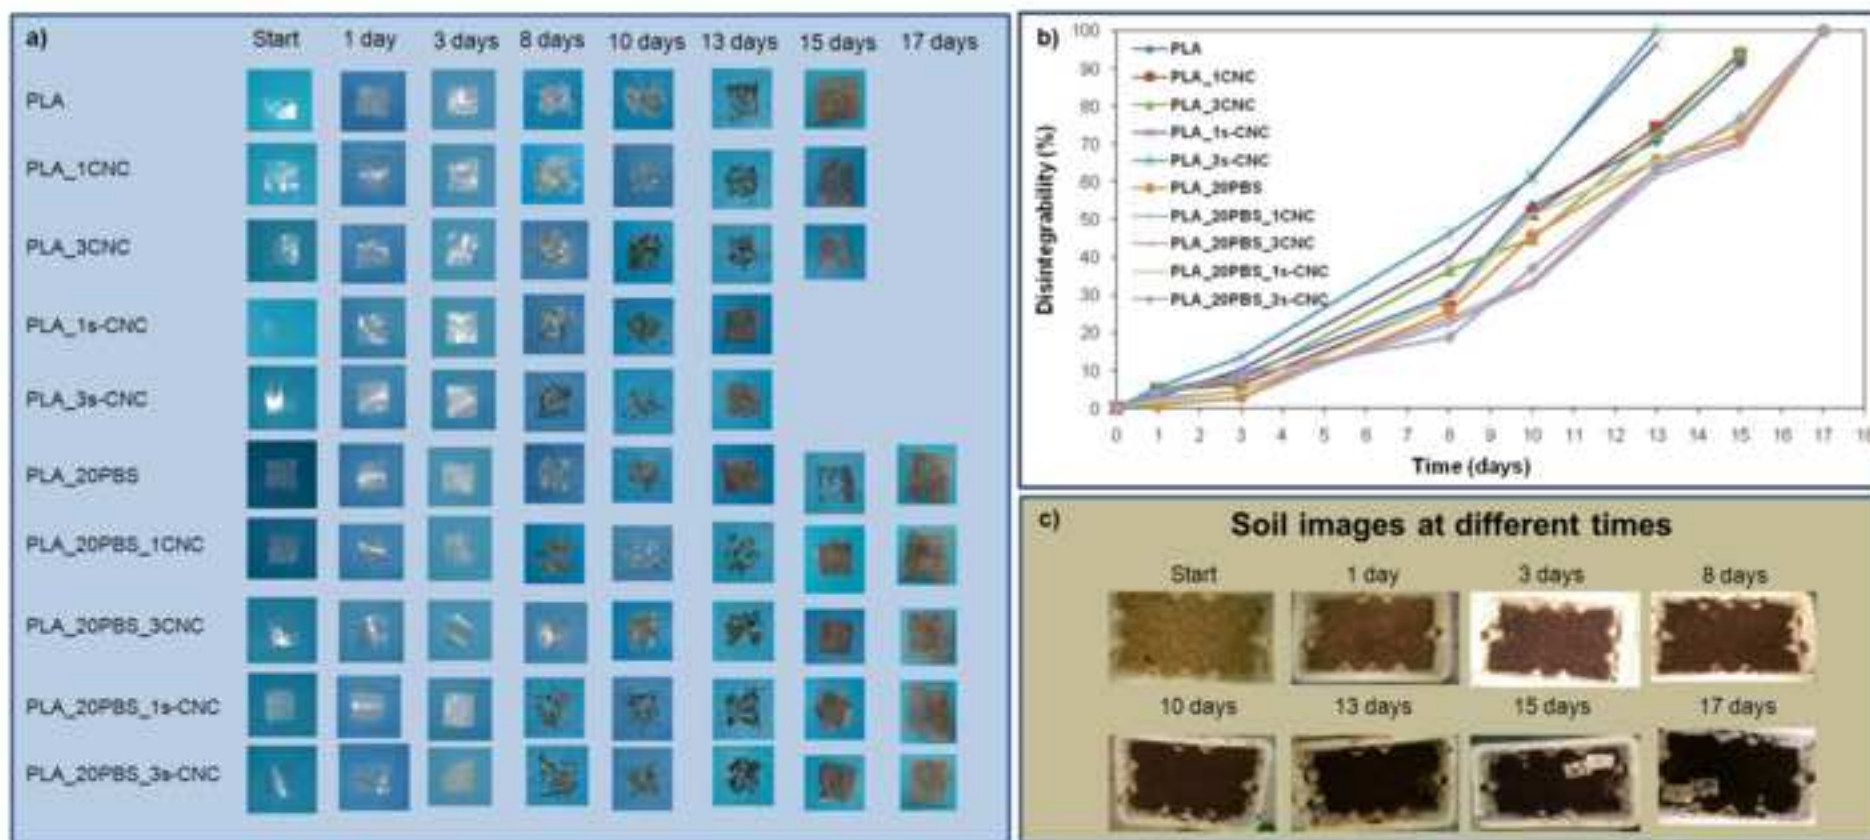 a)
Start 1 day 3 days 8 days 10 days 13 days 15 days 17 days
PLA
PLA_1CNC
PLA_3CNC
PLA_1s-CNC
PLA_3s-CNC
PLA_20PBS
PLA_20PBS_1CNC
PLA_20PBS_3CNC
PLA_20PBS_1s-CNC
PLA_20PBS_3s-CNC
b)
Disintegrability (%)
100
90
80
70
60
50
40
30
20
10
0
PLA
PLA_1CNC
PLA_3CNC
PLA_1s-CNC
PLA_3s-CNC
PLA_20PBS
PLA_20PBS_1CNC
PLA_20PBS_3CNC
PLA_20PBS_1s-CNC
PLA_20PBS_3s-CNC
0 1 2 3 4 5 6 7 8 9 10 11 12 13 14 15 16 17 18
Time (days)
c)
Soil images at different times
Start 1 day 3 days 8 days
10 days 13 days 15 days 17 days